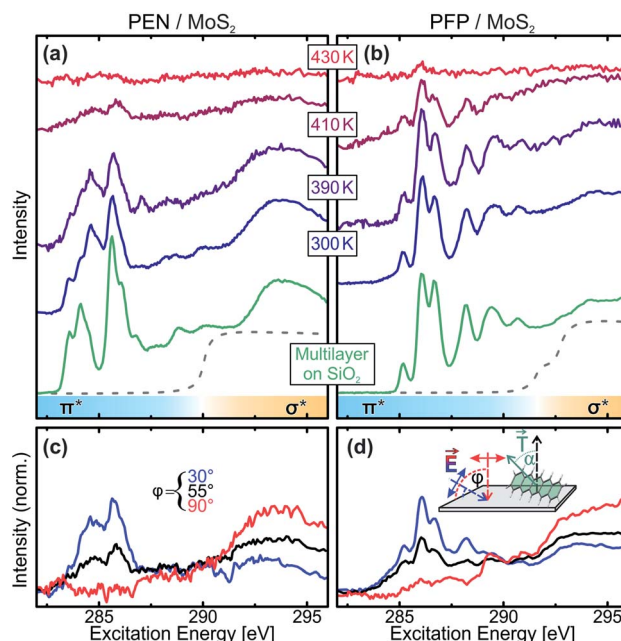 PEN / MoS₂
PFP / MoS₂
(a)
(b)
430 K
410 K
390 K
300 K
Multilayer
on SiO₂
Intensity
π*
σ*
π*
σ*
(c)
(d)
φ = { 30°
55°
90°
E⃗
φ
T⃗
α
Intensity (norm.)
285
290
295
285
290
295
Excitation Energy [eV]
Excitation Energy [eV]